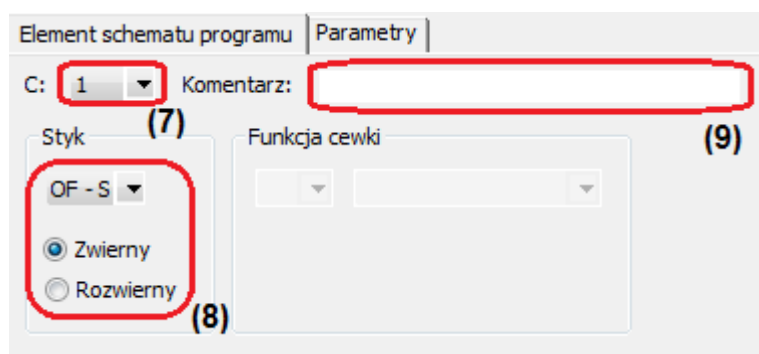 Element schematu programu Parametry
C: 1 Komentarz:
(7)
(9)
Styk Funkcja cewki
OF - S
Zwierny
Rozwierny
(8)